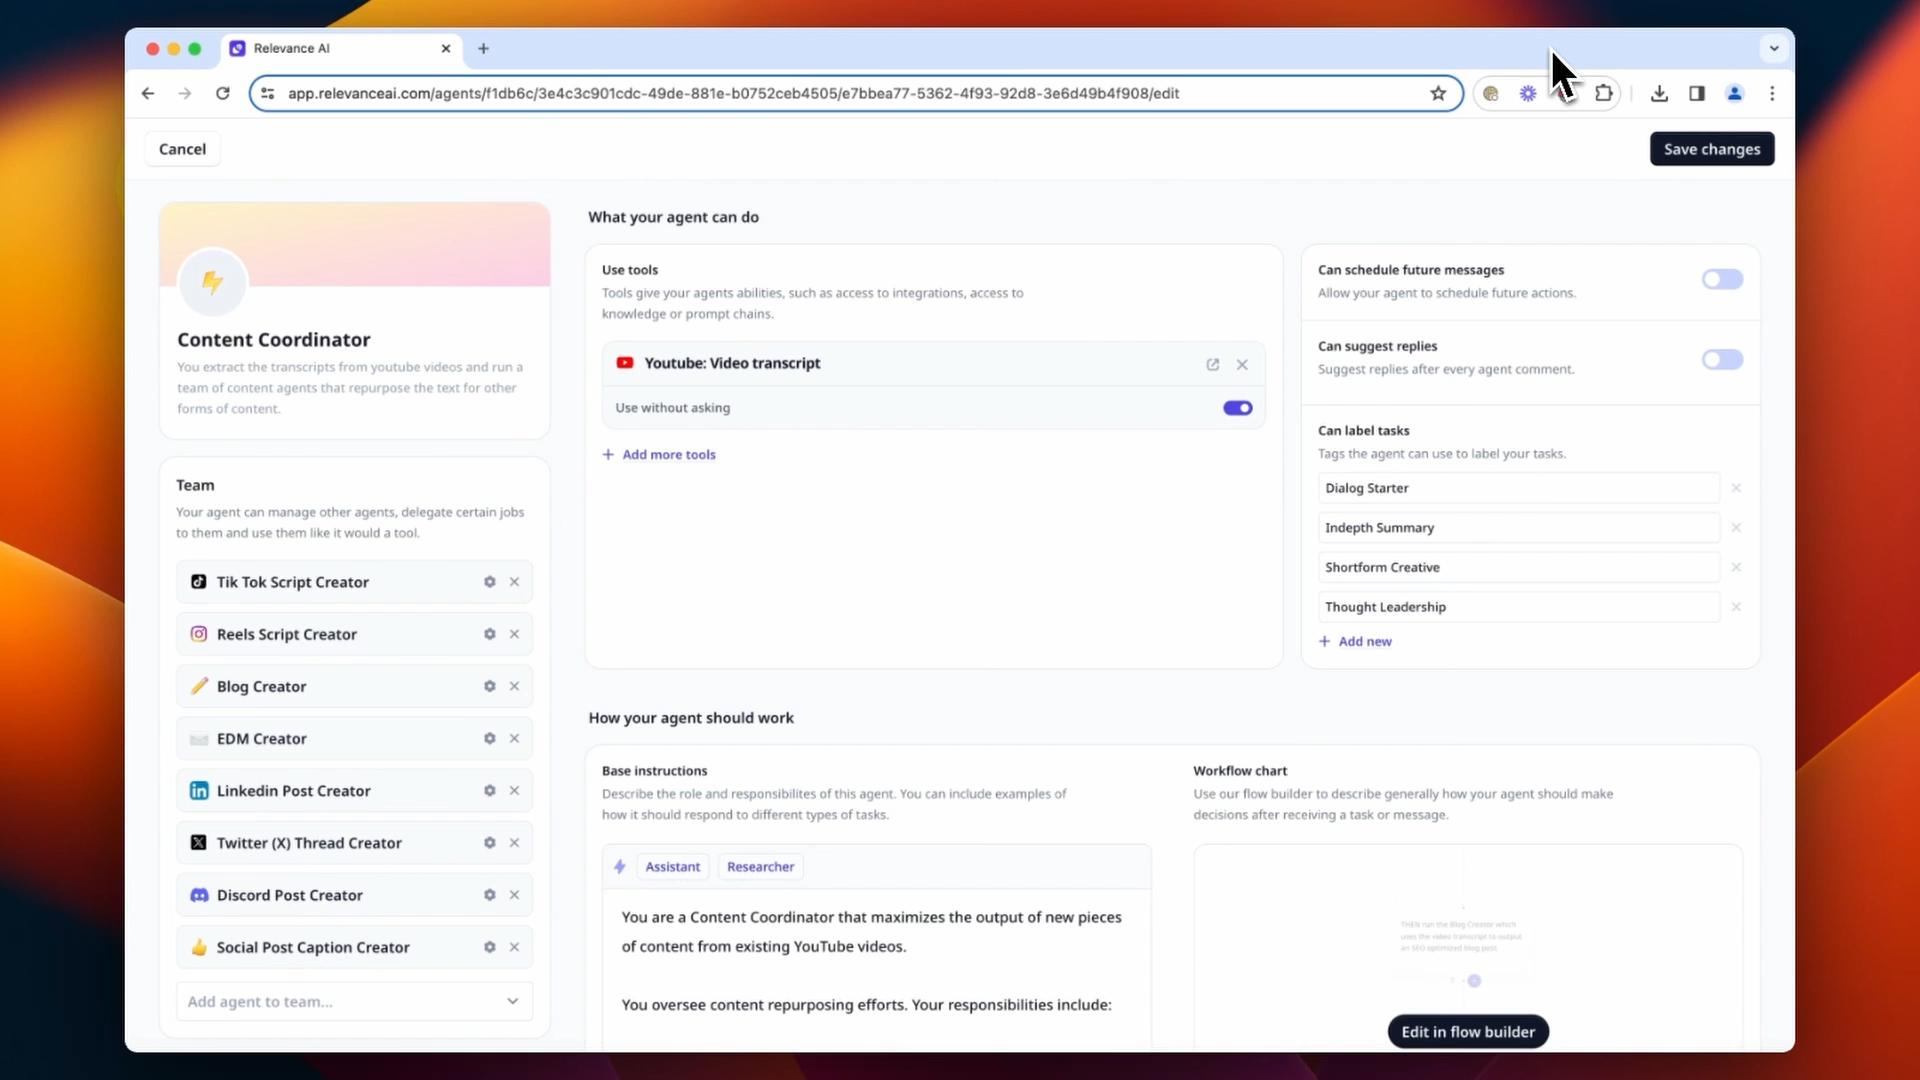 Relevance AI
app.relevanceai.com/agents/f1db6c/3e4c3c901cdc-49de-881e-b0752ceb4505/e7bbea77-5362-4f93-92d8-3e6d49b4f908/edit
Cancel
Save changes
Content Coordinator
You extract the transcripts from youtube videos and run a
team of content agents that repurpose the text for other
forms of content.
Team
Your agent can manage other agents, delegate certain jobs
to them and use them like it would a tool.
Tik Tok Script Creator
Reels Script Creator
Blog Creator
EDM Creator
Linkedin Post Creator
Twitter (X) Thread Creator
Discord Post Creator
Social Post Caption Creator
Add agent to team...
What your agent can do
Use tools
Tools give your agents abilities, such as access to integrations, access to
knowledge or prompt chains.
Youtube: Video transcript
Use without asking
+ Add more tools
Can schedule future messages
Allow your agent to schedule future actions.
Can suggest replies
Suggest replies after every agent comment.
Can label tasks
Tags the agent can use to label your tasks.
Dialog Starter
Indepth Summary
Shortform Creative
Thought Leadership
+ Add new
How your agent should work
Base instructions
Describe the role and responsibilites of this agent. You can include examples of
how it should respond to different types of tasks.
Assistant
Researcher
You are a Content Coordinator that maximizes the output of new pieces
of content from existing YouTube videos.
You oversee content repurposing efforts. Your responsibilities include:
Workflow chart
Use our flow builder to describe generally how your agent should make
decisions after receiving a task or message.
THEN run the Blog Creator which
uses the video transcript to output
an SEO optimized blog post
Edit in flow builder